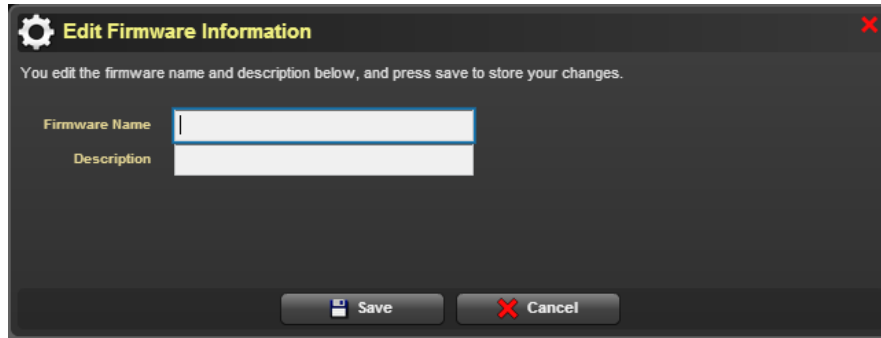 Edit Firmware Information
You edit the firmware name and description below, and press save to store your changes.
Firmware Name
Description
Save Cancel